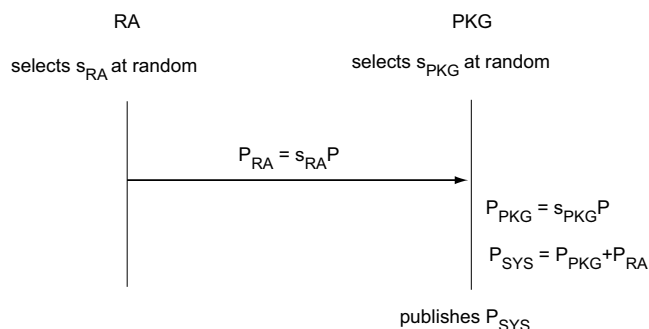 RA
PKG
selects s_RA at random
selects s_PKG at random
P_RA = s_RA P
P_PKG = s_PKG P
P_SYS = P_PKG+P_RA
publishes P_SYS